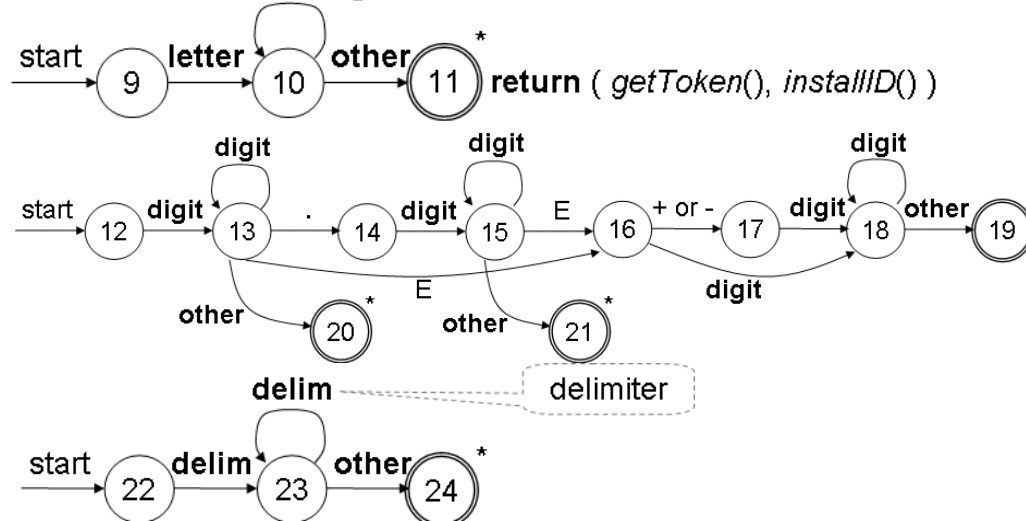 start 9 letter 10 other 11 * return ( getToken(), installID() )
digit digit digit
start 12 digit 13 . 14 digit 15 E 16 + or - 17 digit 18 other 19
E digit
other 20 * other 21 *
delim delimiter
start 22 delim 23 other 24 *